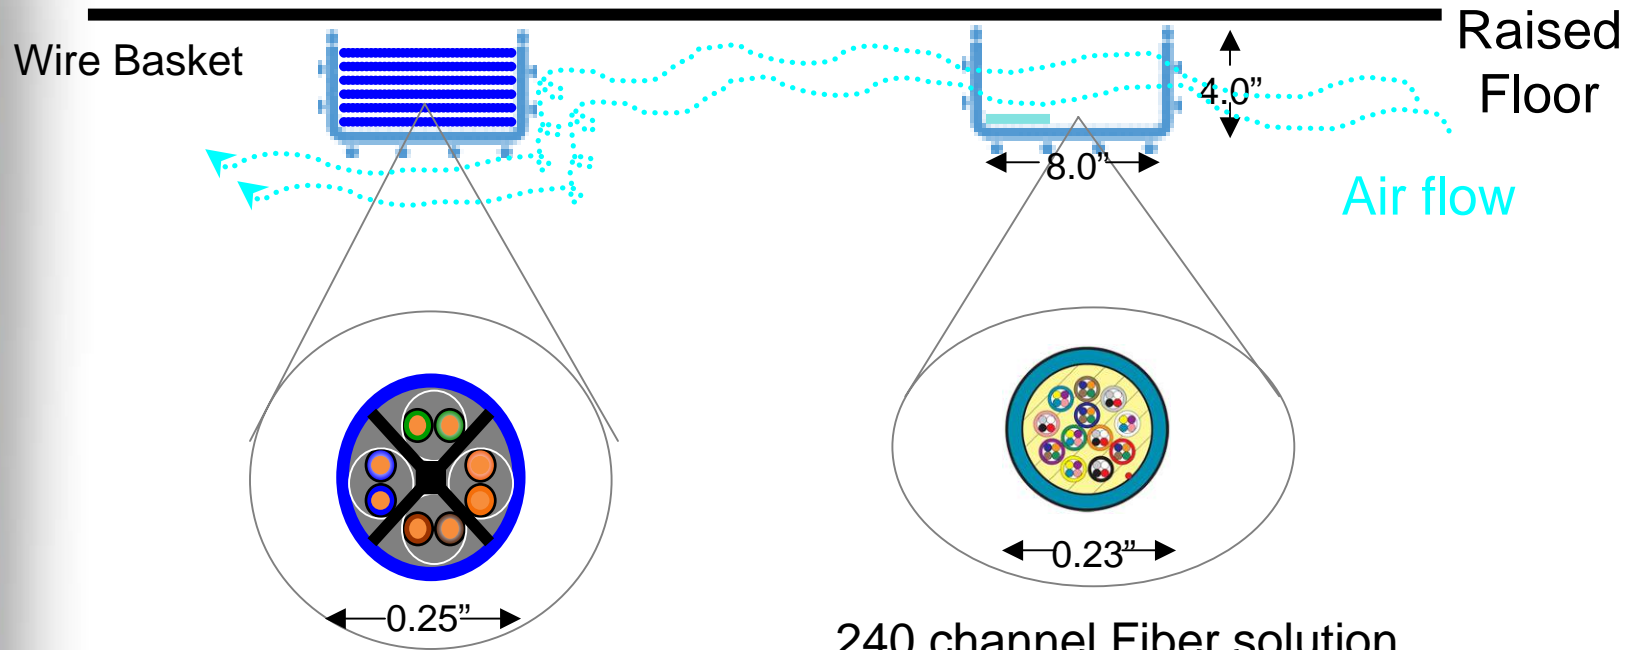 Wire Basket
Raised
Floor
4.0”
8.0”
Air flow
0.25”
0.23”
240 channel Fiber solution